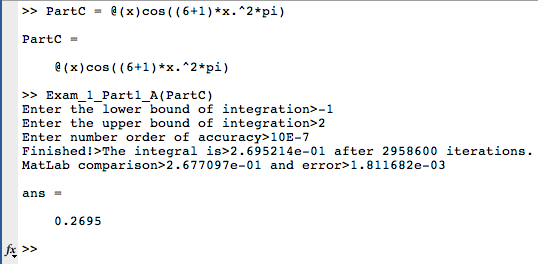 >> PartC = @(x)cos((6+1)*x.^2*pi)
PartC =
@(x)cos((6+1)*x.^2*pi)
>> Exam_1_Part1_A(PartC)
Enter the lower bound of integration>-1
Enter the upper bound of integration>2
Enter number order of accuracy>10E-7
Finished!>The integral is>2.695214e-01 after 2958600 iterations.
MatLab comparison>2.677097e-01 and error>1.811682e-03
ans =
0.2695
fx >>